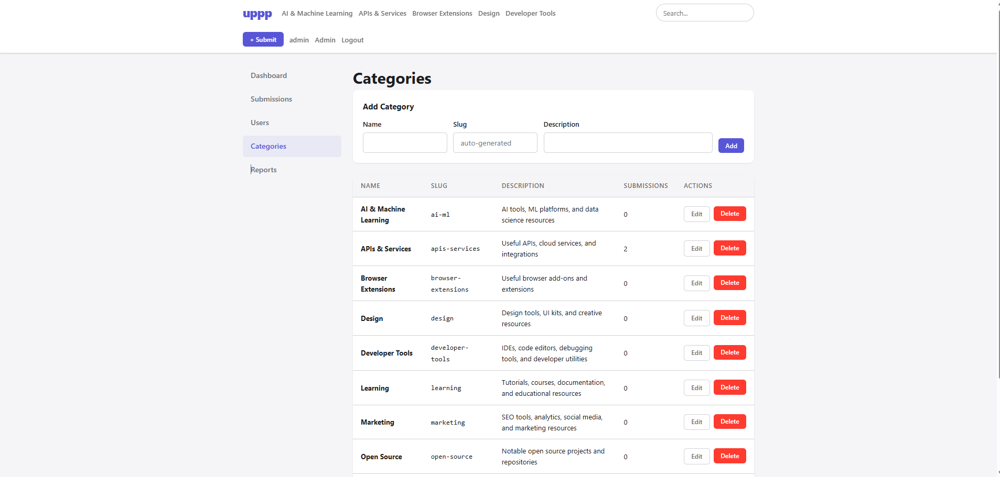 uppp AI & Machine Learning APIs & Services Browser Extensions Design Developer Tools Search...
+ Submit admin Admin Logout
Dashboard
Submissions
Users
Categories
Reports
Categories
Add Category
Name Slug Description
auto-generated Add
NAME SLUG DESCRIPTION SUBMISSIONS ACTIONS
AI & Machine
Learning
ai-ml
AI tools, ML platforms, and data
science resources
0 Edit Delete
APIs & Services apis-services
Useful APIs, cloud services, and
integrations
2 Edit Delete
Browser
Extensions
browser-
extensions
Useful browser add-ons and
extensions
0 Edit Delete
Design design
Design tools, UI kits, and creative
resources
0 Edit Delete
Developer Tools
developer-
tools
IDEs, code editors, debugging
tools, and developer utilities
0 Edit Delete
Learning learning
Tutorials, courses, documentation,
and educational resources
0 Edit Delete
Marketing marketing
SEO tools, analytics, social media,
and marketing resources
0 Edit Delete
Open Source open-source
Notable open source projects and
repositories
0 Edit Delete